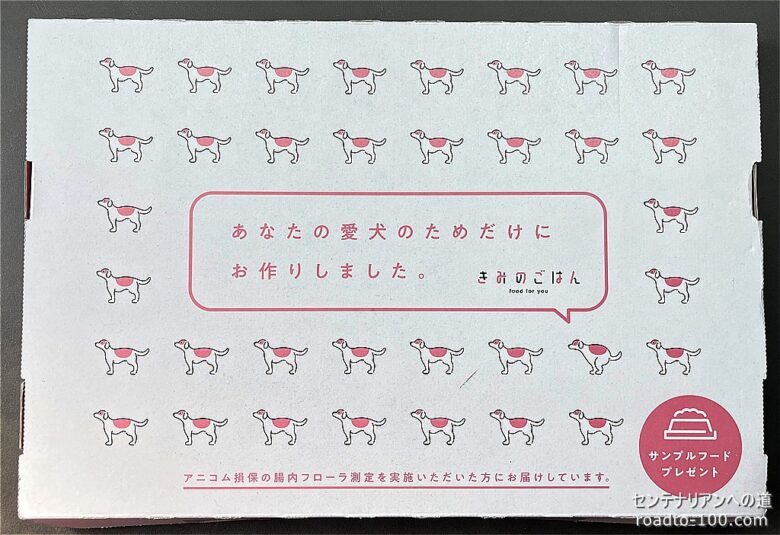 あなたの愛犬のためだけに
お作りしました。
きみのごはん
food for you
サンプルフード
プレゼント
アニコム損保の腸内フローラ測定を実施いただいた方にお届けしています。
センテナリアンへの道
roadto-100.com